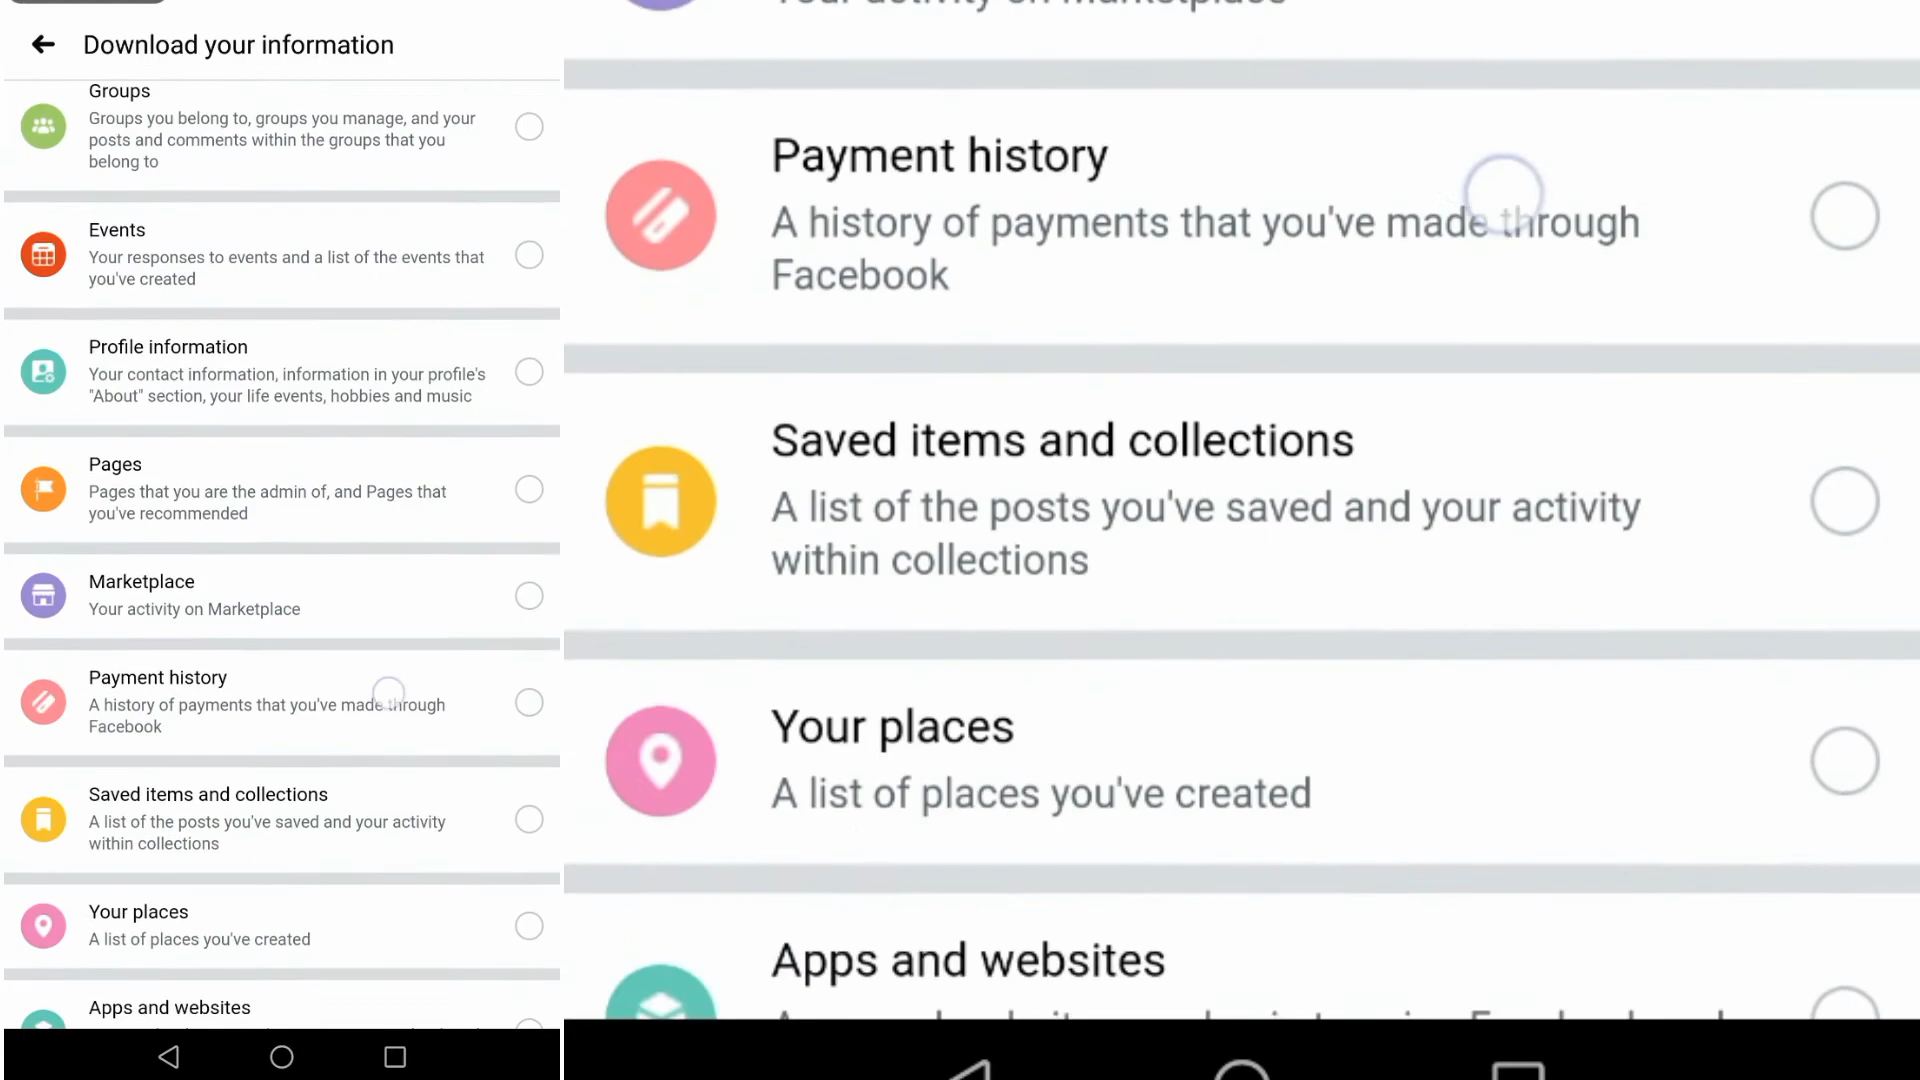 Download your information
Groups
Groups you belong to, groups you manage, and your
posts and comments within the groups that you
belong to
Events
Your responses to events and a list of the events that
you've created
Profile information
Your contact information, information in your profile's
"About" section, your life events, hobbies and music
Pages
Pages that you are the admin of, and Pages that
you've recommended
Marketplace
Your activity on Marketplace
Payment history
A history of payments that you've made through
Facebook
Saved items and collections
A list of the posts you've saved and your activity
within collections
Your places
A list of places you've created
Apps and websites
Your activity on Marketplace
Payment history
A history of payments that you've made through
Facebook
Saved items and collections
A list of the posts you've saved and your activity
within collections
Your places
A list of places you've created
Apps and websites